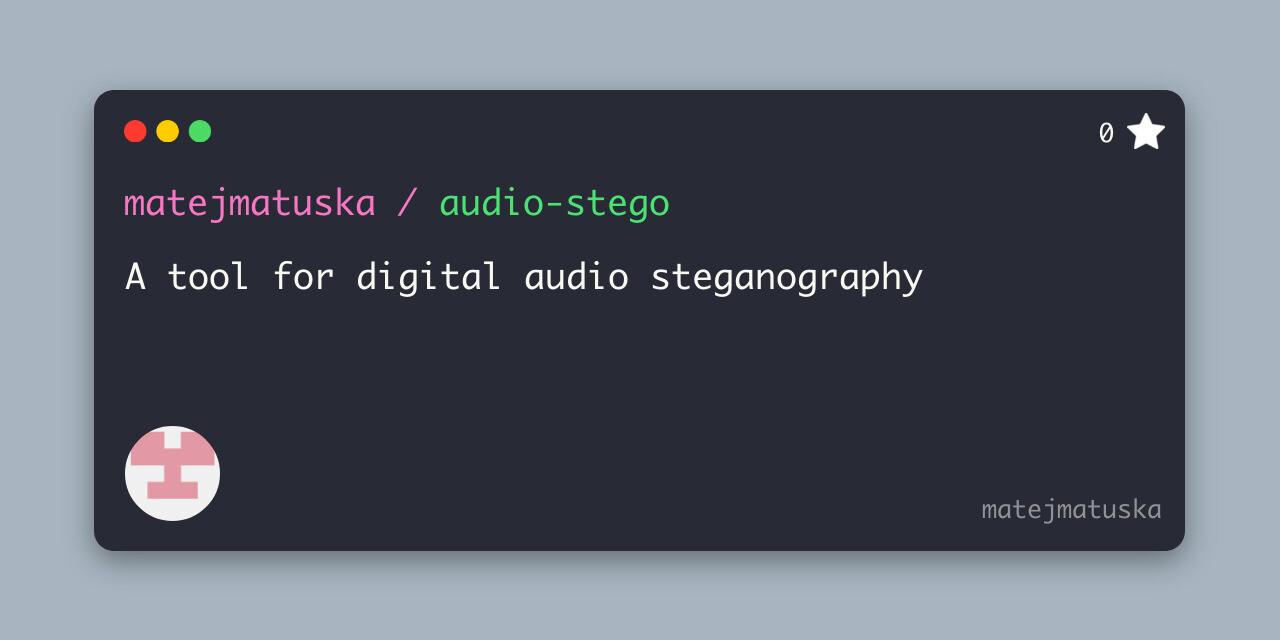 0
matejmatuska / audio-stego
A tool for digital audio steganography
matejmatuska